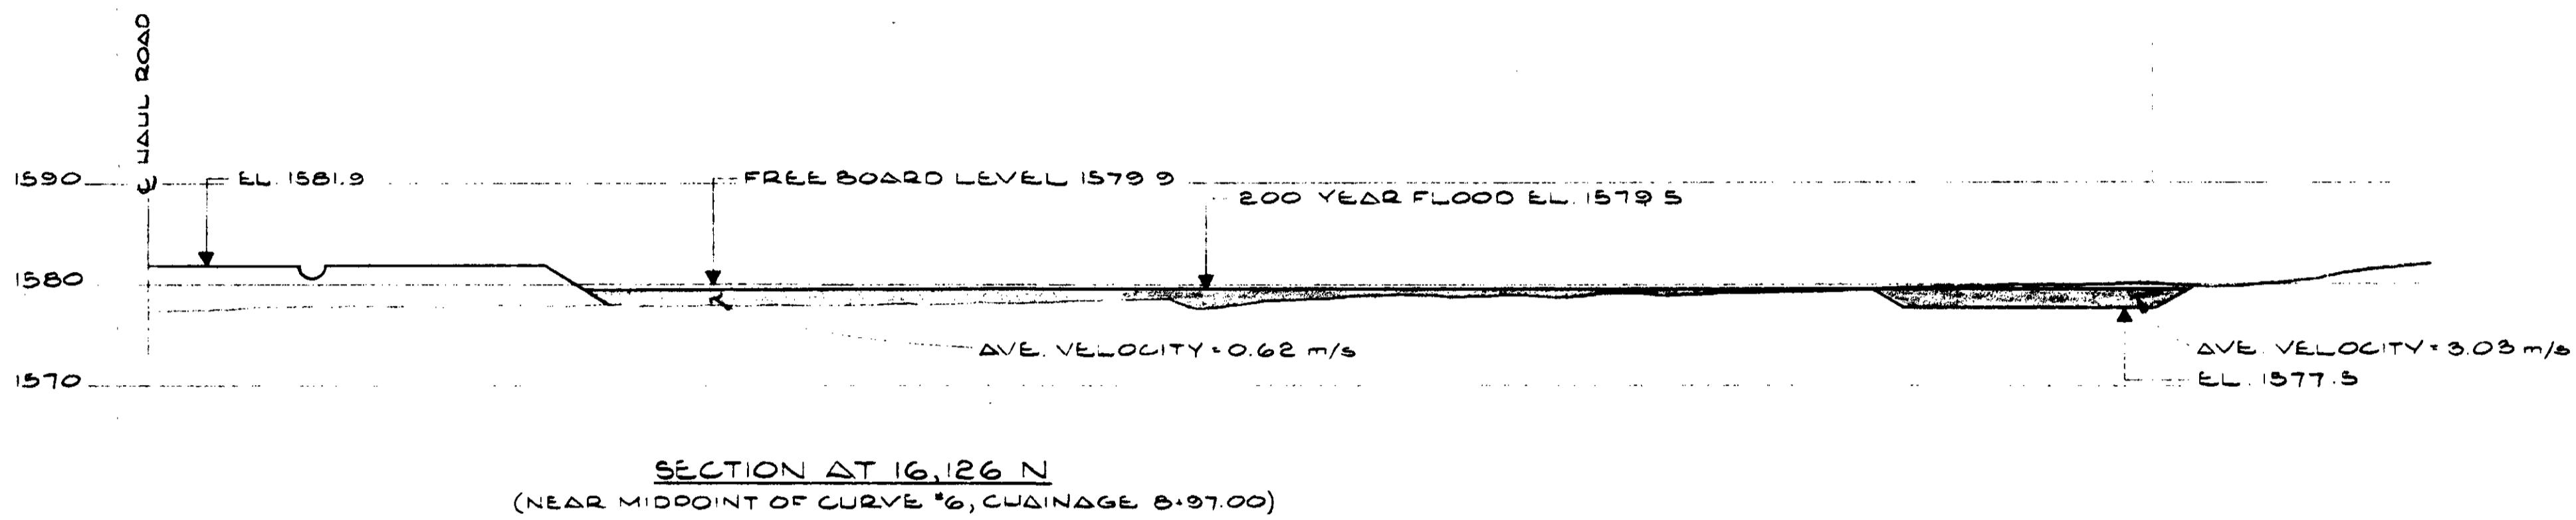 ℄ HAUL ROAD
1590
EL. 1581.9
FREE BOARD LEVEL 1579.9
200 YEAR FLOOD EL. 1579.5
1580
AVE. VELOCITY = 0.62 m/s
AVE. VELOCITY = 3.03 m/s
1570
EL. 1577.5
SECTION AT 16,126 N
(NEAR MIDPOINT OF CURVE #6, CHAINAGE 8+97.00)